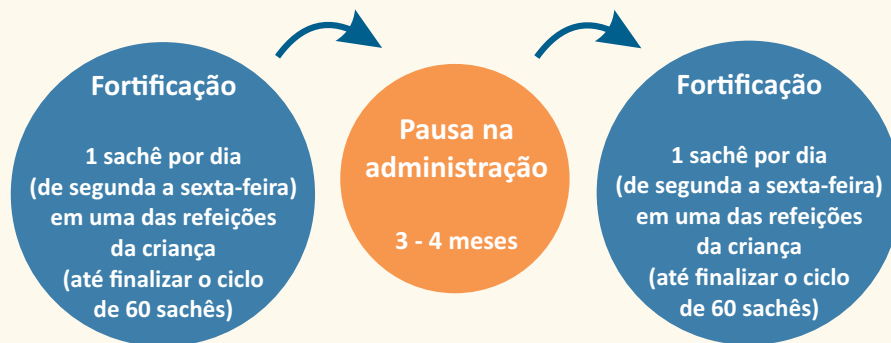 Fortificação
1 sachê por dia
(de segunda a sexta-feira)
em uma das refeições
da criança
(até finalizar o ciclo
de 60 sachês)
Pausa na
administração
3 - 4 meses
Fortificação
1 sachê por dia
(de segunda a sexta-feira)
em uma das refeições
da criança
(até finalizar o ciclo
de 60 sachês)